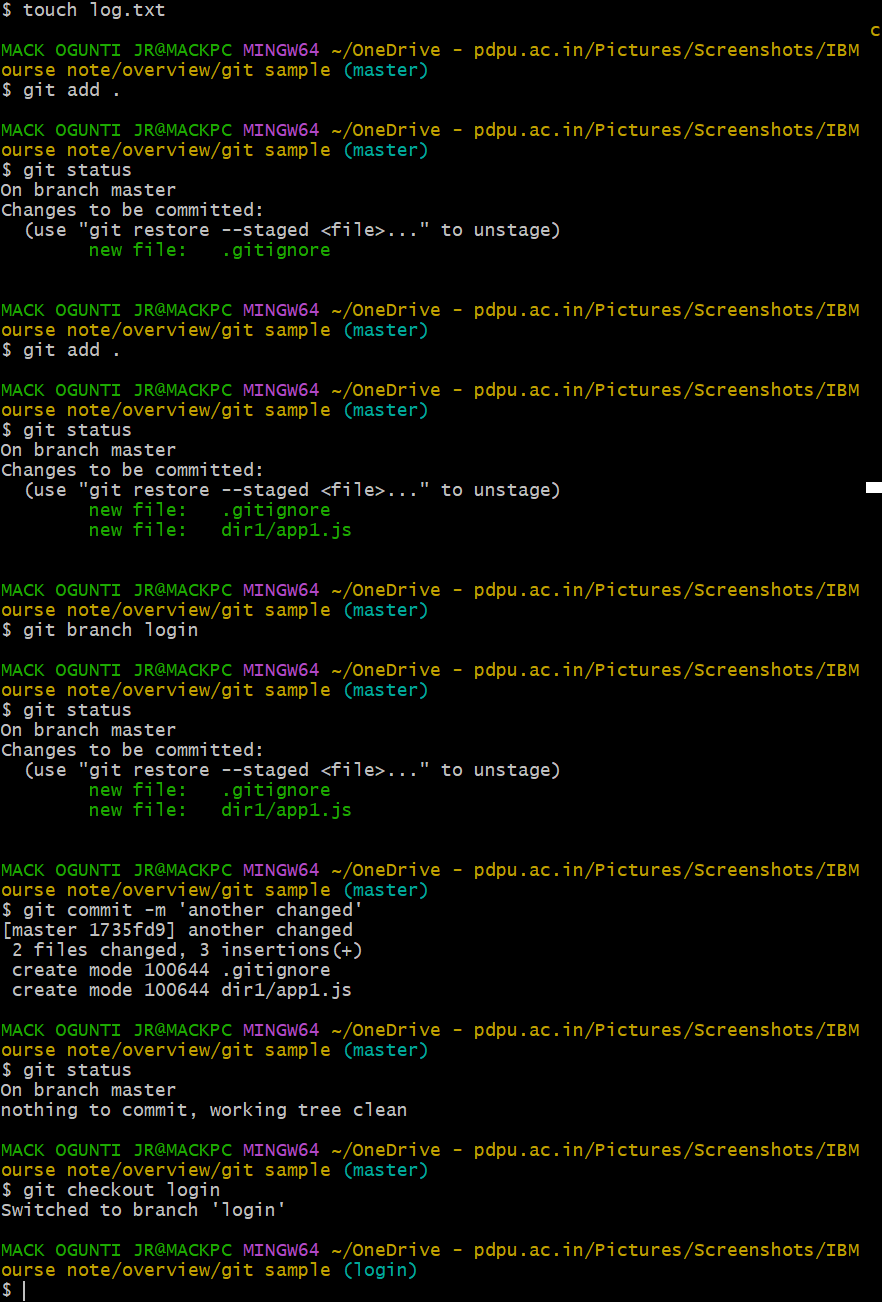 $ touch log.txt
c
MACK OGUNTI JR@MACKPC MINGW64 ~/OneDrive - pdpu.ac.in/Pictures/Screenshots/IBM
ourse note/overview/git sample (master)
$ git add .
MACK OGUNTI JR@MACKPC MINGW64 ~/OneDrive - pdpu.ac.in/Pictures/Screenshots/IBM
ourse note/overview/git sample (master)
$ git status
On branch master
Changes to be committed:
  (use "git restore --staged <file>..." to unstage)
        new file:   .gitignore
MACK OGUNTI JR@MACKPC MINGW64 ~/OneDrive - pdpu.ac.in/Pictures/Screenshots/IBM
ourse note/overview/git sample (master)
$ git add .
MACK OGUNTI JR@MACKPC MINGW64 ~/OneDrive - pdpu.ac.in/Pictures/Screenshots/IBM
ourse note/overview/git sample (master)
$ git status
On branch master
Changes to be committed:
  (use "git restore --staged <file>..." to unstage)
        new file:   .gitignore
        new file:   dir1/app1.js
MACK OGUNTI JR@MACKPC MINGW64 ~/OneDrive - pdpu.ac.in/Pictures/Screenshots/IBM
ourse note/overview/git sample (master)
$ git branch login
MACK OGUNTI JR@MACKPC MINGW64 ~/OneDrive - pdpu.ac.in/Pictures/Screenshots/IBM
ourse note/overview/git sample (master)
$ git status
On branch master
Changes to be committed:
  (use "git restore --staged <file>..." to unstage)
        new file:   .gitignore
        new file:   dir1/app1.js
MACK OGUNTI JR@MACKPC MINGW64 ~/OneDrive - pdpu.ac.in/Pictures/Screenshots/IBM
ourse note/overview/git sample (master)
$ git commit -m 'another changed'
[master 1735fd9] another changed
 2 files changed, 3 insertions(+)
 create mode 100644 .gitignore
 create mode 100644 dir1/app1.js
MACK OGUNTI JR@MACKPC MINGW64 ~/OneDrive - pdpu.ac.in/Pictures/Screenshots/IBM
ourse note/overview/git sample (master)
$ git status
On branch master
nothing to commit, working tree clean
MACK OGUNTI JR@MACKPC MINGW64 ~/OneDrive - pdpu.ac.in/Pictures/Screenshots/IBM
ourse note/overview/git sample (master)
$ git checkout login
Switched to branch 'login'
MACK OGUNTI JR@MACKPC MINGW64 ~/OneDrive - pdpu.ac.in/Pictures/Screenshots/IBM
ourse note/overview/git sample (login)
$